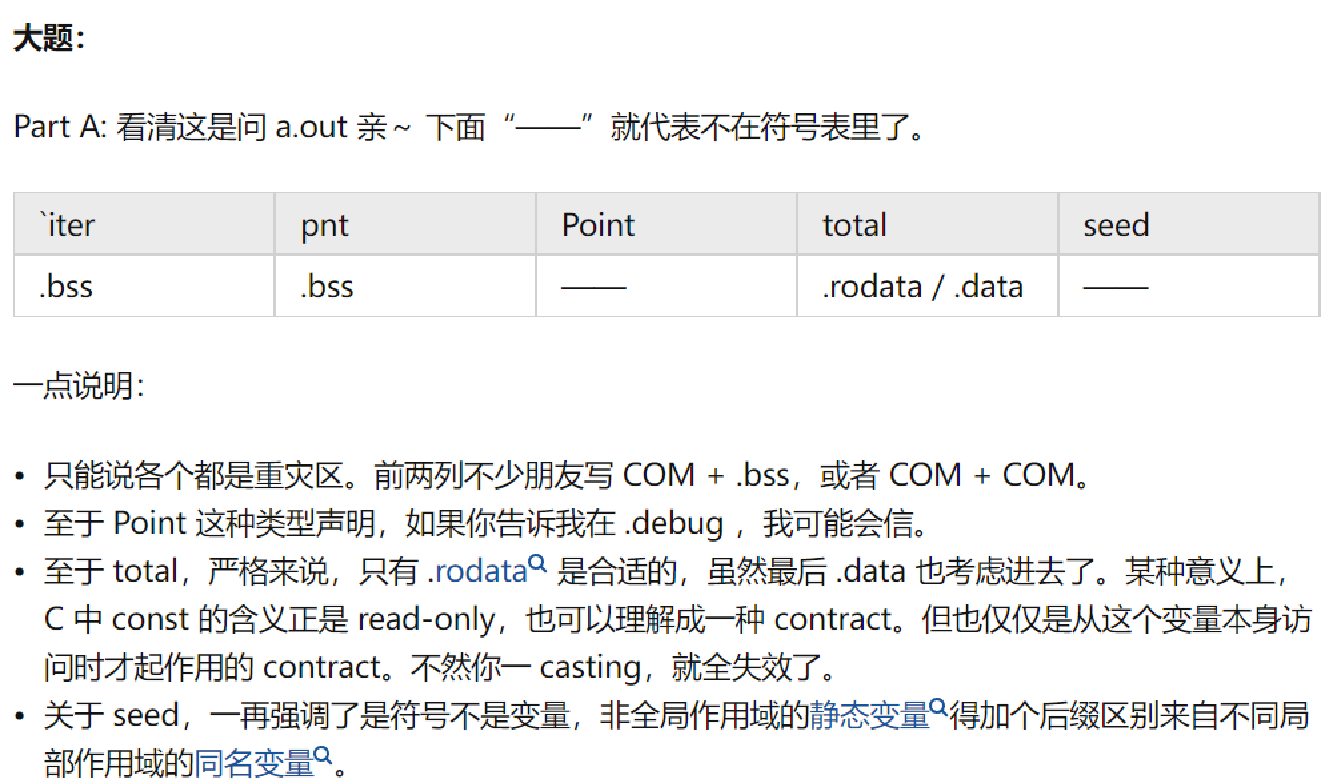 大题：
Part A: 看清这是问 a.out 亲~ 下面“——”就代表不在符号表里了。
`iter pnt Point total seed
.bss .bss —— .rodata / .data ——
一点说明：
• 只能说各个都是重灾区。前两列不少朋友写 COM + .bss，或者 COM + COM。
• 至于 Point 这种类型声明，如果你告诉我在 .debug ，我可能会信。
• 至于 total，严格来说，只有 .rodata 是合适的，虽然最后 .data 也考虑进去了。某种意义上，
C 中 const 的含义正是 read-only，也可以理解成一种 contract。但也仅仅是从这个变量本身访
问时才起作用的 contract。不然你一 casting，就全失效了。
• 关于 seed，一再强调了是符号不是变量，非全局作用域的静态变量得加个后缀区别来自不同局
部作用域的同名变量。